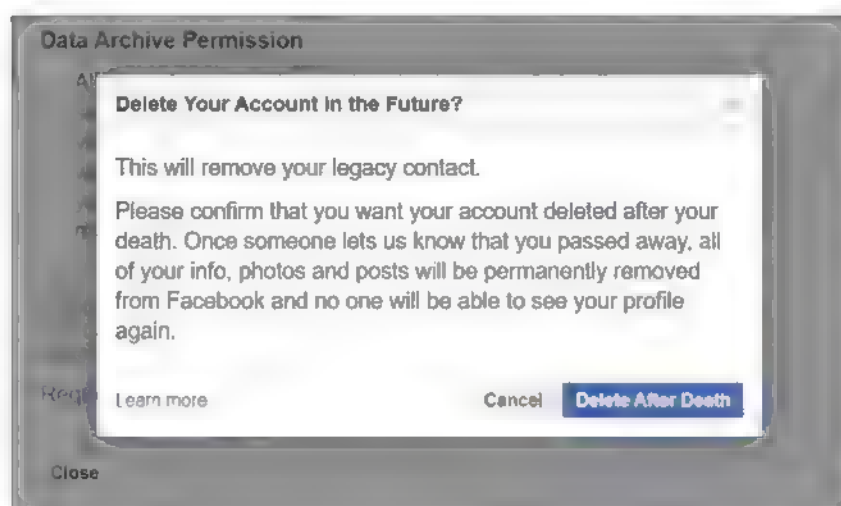 Data Archive Permission
Delete Your Account in the Future?
This will remove your legacy contact.
Please confirm that you want your account deleted after your
death. Once someone lets us know that you passed away, all
of your info, photos and posts will be permanently removed
from Facebook and no one will be able to see your profile
again.
Learn more Cancel Delete After Death
Close